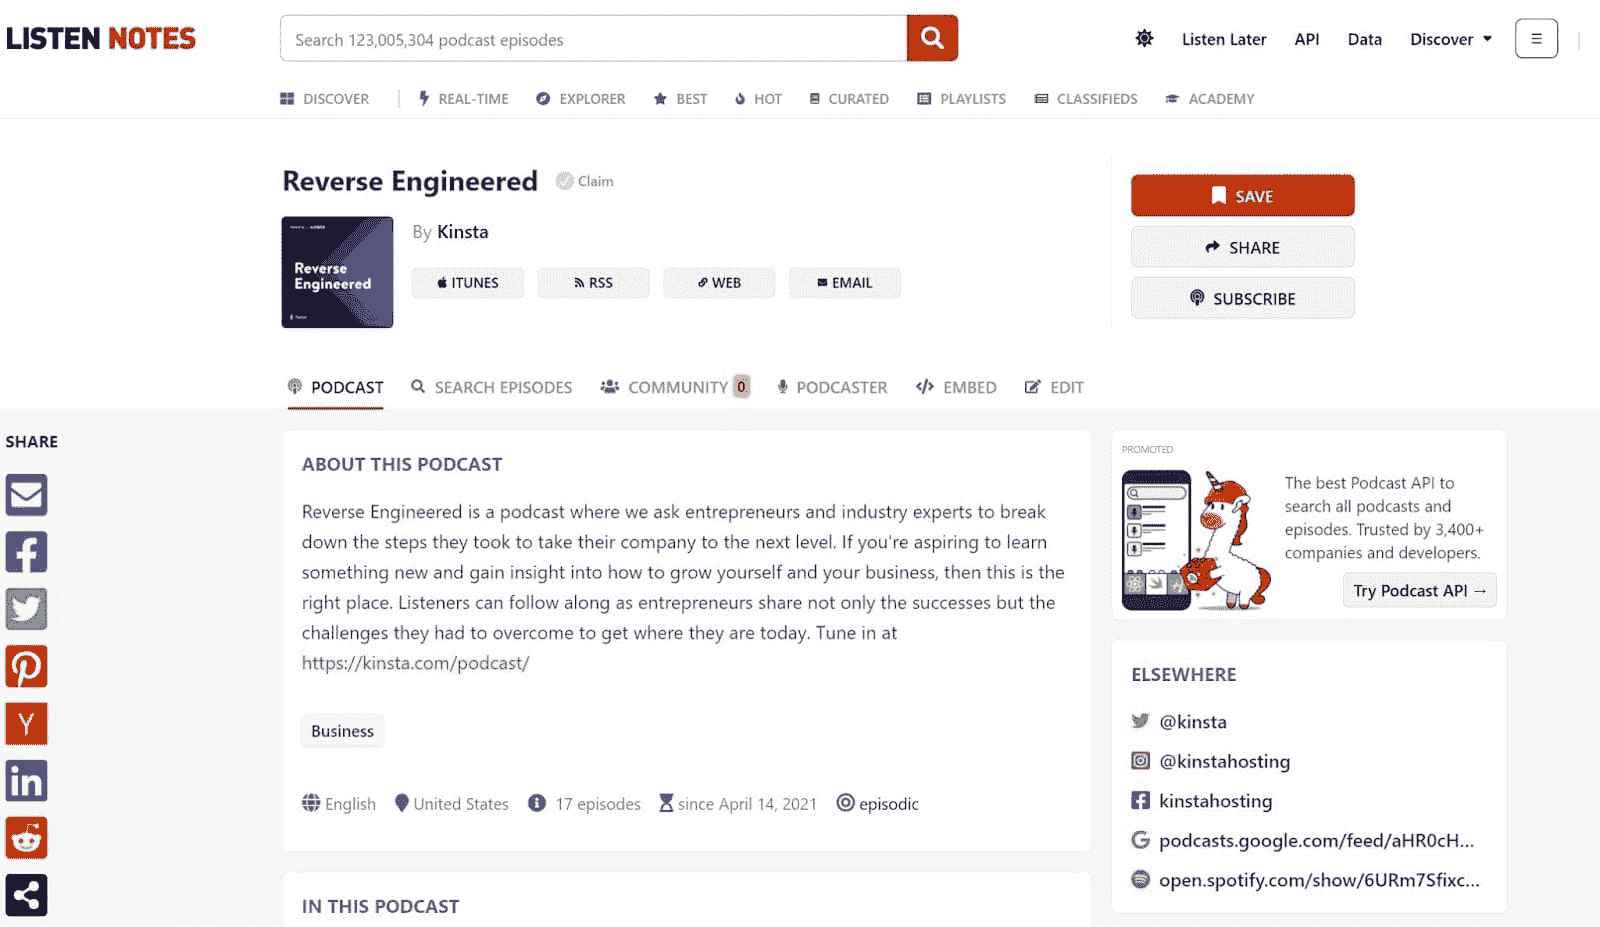 LISTEN NOTES
Search 123,005,304 podcast episodes
Listen Later
API
Data
Discover
DISCOVER
REAL-TIME
EXPLORER
BEST
HOT
CURATED
PLAYLISTS
CLASSIFIEDS
ACADEMY
Reverse Engineered
Claim
Reverse
Engineered
By Kinsta
ITUNES
RSS
WEB
EMAIL
SAVE
SHARE
SUBSCRIBE
PODCAST
SEARCH EPISODES
COMMUNITY 0
PODCASTER
EMBED
EDIT
SHARE
ABOUT THIS PODCAST
Reverse Engineered is a podcast where we ask entrepreneurs and industry experts to break
down the steps they took to take their company to the next level. If you're aspiring to learn
something new and gain insight into how to grow yourself and your business, then this is the
right place. Listeners can follow along as entrepreneurs share not only the successes but the
challenges they had to overcome to get where they are today. Tune in at
https://kinsta.com/podcast/
Business
English
United States
17 episodes
since April 14, 2021
episodic
IN THIS PODCAST
PROMOTED
The best Podcast API to
search all podcasts and
episodes. Trusted by 3,400+
companies and developers.
Try Podcast API →
ELSEWHERE
@kinsta
@kinstahosting
kinstahosting
podcasts.google.com/feed/aHR0cH...
open.spotify.com/show/6URm7Sfixc...